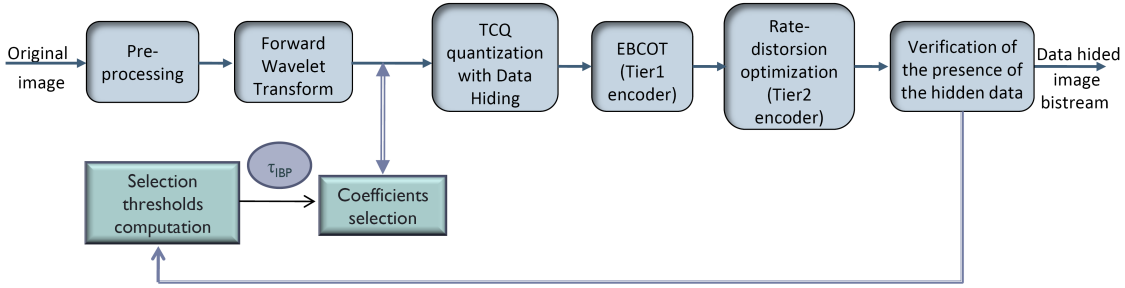 Original
image
Pre-
processing
Forward
Wavelet
Transform
TCQ
quantization
with Data
Hiding
EBCOT
(Tier1
encoder)
Rate-
distorsion
optimization
(Tier2
encoder)
Verification of
the presence of
the hidden data
Data hided
image
bistream
Selection
thresholds
computation
τIBP
Coefficients
selection